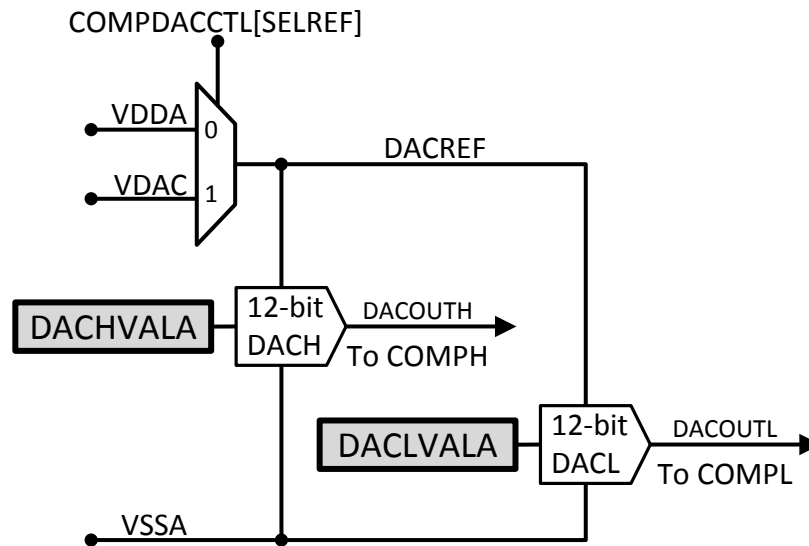 COMPDACCTL[SELREF]
VDDA
0
DACREF
VDAC
1
DACHVALA
12-bit
DACH
DACOUTH
To COMPH
DACLVALA
12-bit
DACL
DACOUTL
To COMPL
VSSA